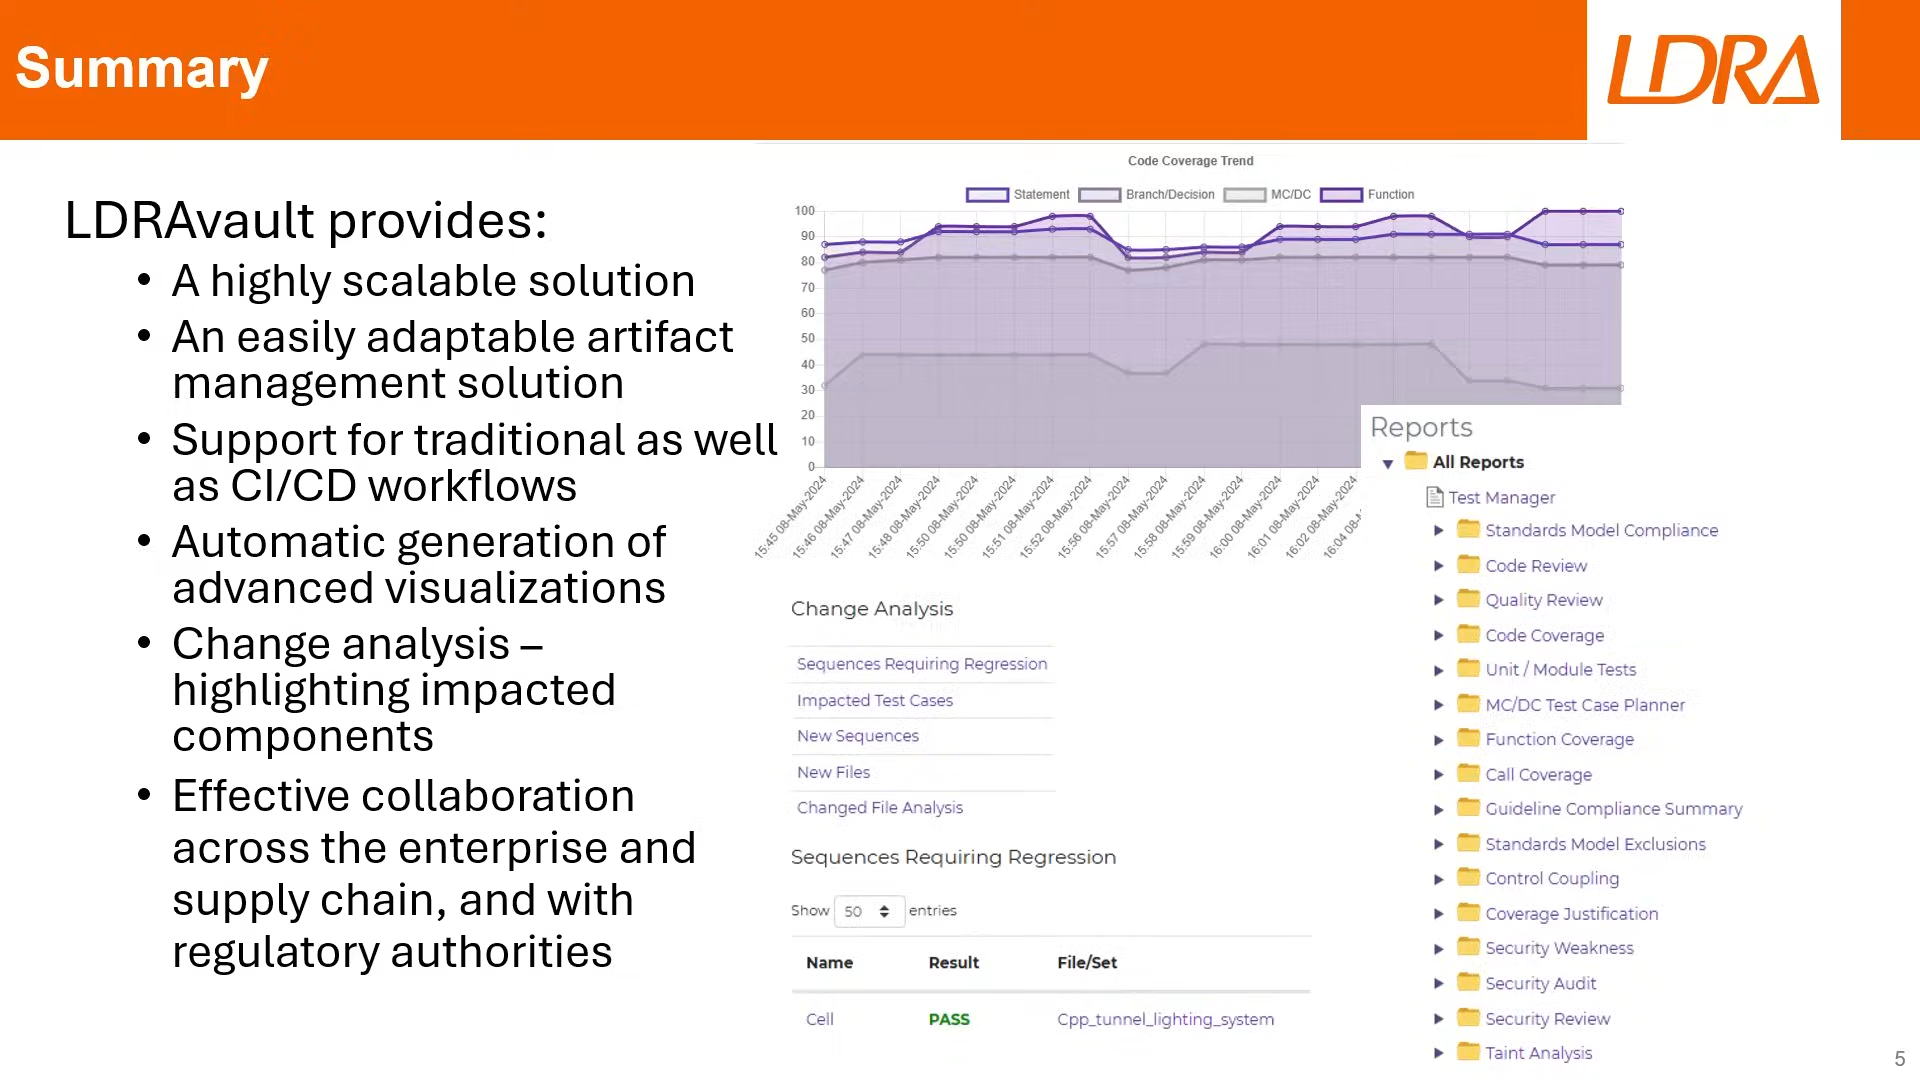 Summary
LDRA
LDRAvault provides:
• A highly scalable solution
• An easily adaptable artifact
management solution
• Support for traditional as well
as CI/CD workflows
• Automatic generation of
advanced visualizations
• Change analysis –
highlighting impacted
components
• Effective collaboration
across the enterprise and
supply chain, and with
regulatory authorities
Code Coverage Trend
Statement Branch/Decision MC/DC Function
100
90
80
70
60
50
40
30
20
10
0
15:45 08-May-2024
15:46 08-May-2024
15:47 08-May-2024
15:48 08-May-2024
15:50 08-May-2024
15:50 08-May-2024
15:51 08-May-2024
15:52 08-May-2024
15:56 08-May-2024
15:57 08-May-2024
15:58 08-May-2024
15:59 08-May-2024
16:00 08-May-2024
16:01 08-May-2024
16:02 08-May-2024
16:04 08-
Change Analysis
Sequences Requiring Regression
Impacted Test Cases
New Sequences
New Files
Changed File Analysis
Sequences Requiring Regression
Show 50 entries
Name Result File/Set
Cell PASS Cpp_tunnel_lighting_system
Reports
All Reports
Test Manager
Standards Model Compliance
Code Review
Quality Review
Code Coverage
Unit / Module Tests
MC/DC Test Case Planner
Function Coverage
Call Coverage
Guideline Compliance Summary
Standards Model Exclusions
Control Coupling
Coverage Justification
Security Weakness
Security Audit
Security Review
Taint Analysis
5